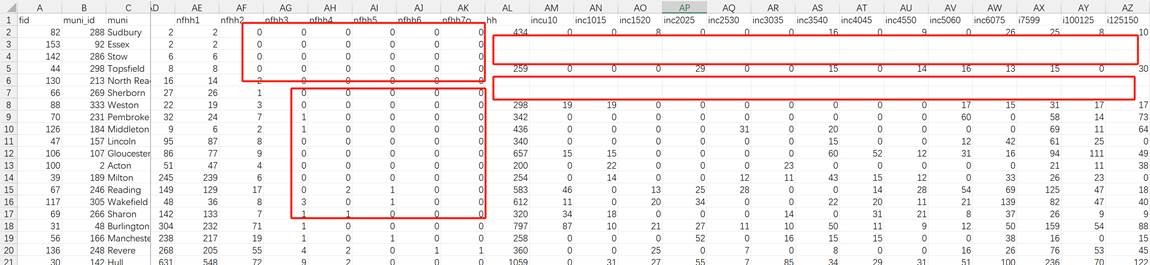 A B C AD AE AF AG AH AI AJ AK AL AM AN AO AP AQ AR AS AT AU AV AW AX AY AZ
1 fid muni_id muni nfhh1 nfhh2 nfhh3 nfhh4 nfhh5 nfhh6 nfhh7o hh incu10 inc1015 inc1520 inc2025 inc2530 inc3035 inc3540 inc4045 inc4550 inc5060 inc6075 i7599 i100125 i125150
2 82 288 Sudbury 2 2 0 0 0 0 0 0 434 0 0 8 0 0 0 16 0 9 0 26 25 8 10
3 153 92 Essex 2 2 0 0 0 0 0 0
4 142 286 Stow 6 6 0 0 0 0 0 0
5 44 298 Topsfield 8 8 0 0 0 0 0 0 259 0 0 0 29 0 0 15 0 14 16 13 15 0 30
6 130 213 North Rea 16 14 2 0 0 0 0 0
7 66 269 Sherborn 27 26 1 0 0 0 0 0
8 88 333 Weston 22 19 3 0 0 0 0 0 298 19 19 0 0 0 0 0 0 0 17 15 31 17 17
9 70 231 Pembroke 32 24 7 1 0 0 0 0 342 0 0 0 0 0 0 0 0 0 60 0 58 14 73
10 126 184 Middleton 9 6 2 1 0 0 0 0 436 0 0 0 0 31 0 20 0 0 0 0 69 11 64
11 47 157 Lincoln 95 87 8 0 0 0 0 0 340 0 0 0 0 0 0 15 0 0 12 42 61 25 0
12 106 107 Gloucester 86 77 9 0 0 0 0 0 657 15 15 0 0 0 0 60 52 12 31 16 94 111 49
13 100 2 Acton 51 47 4 0 0 0 0 0 200 0 22 0 0 0 23 0 0 0 0 0 21 11 38
14 39 189 Milton 245 239 6 0 0 0 0 0 254 0 14 0 0 12 11 43 15 12 0 33 26 23 0
15 67 246 Reading 149 129 17 0 2 1 0 0 583 46 0 13 25 28 0 0 14 28 54 69 125 47 18
16 117 305 Wakefield 48 36 8 3 0 1 0 0 612 11 0 20 34 0 0 22 0 21 21 139 82 47 40
17 69 266 Sharon 142 133 7 1 1 0 0 0 320 34 18 0 0 0 14 0 31 21 8 37 26 9 9
18 31 48 Burlington 304 232 71 1 0 0 0 0 797 87 10 21 27 11 10 50 11 9 12 50 159 54 88
19 56 166 Mancheste 238 217 19 1 0 1 0 0 258 0 0 0 52 0 16 15 15 0 0 38 16 0 15
20 136 248 Revere 268 205 55 4 2 0 1 1 360 0 0 25 0 7 0 16 0 0 16 26 76 53 45
21 30 142 Hull 631 548 72 9 2 0 0 0 1059 0 31 27 55 7 85 34 29 31 51 100 236 70 122